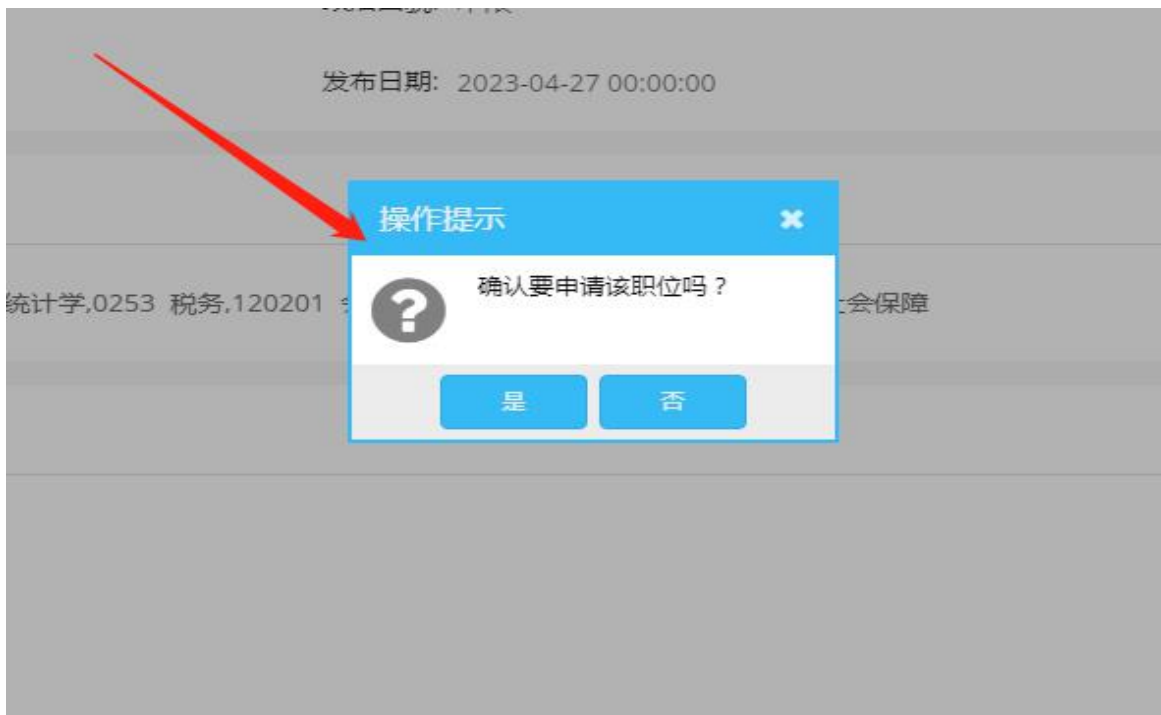 发布日期: 2023-04-27 00:00:00
操作提示
确认要申请该职位吗？
统计学,0253 税务,120201
会保障
是
否